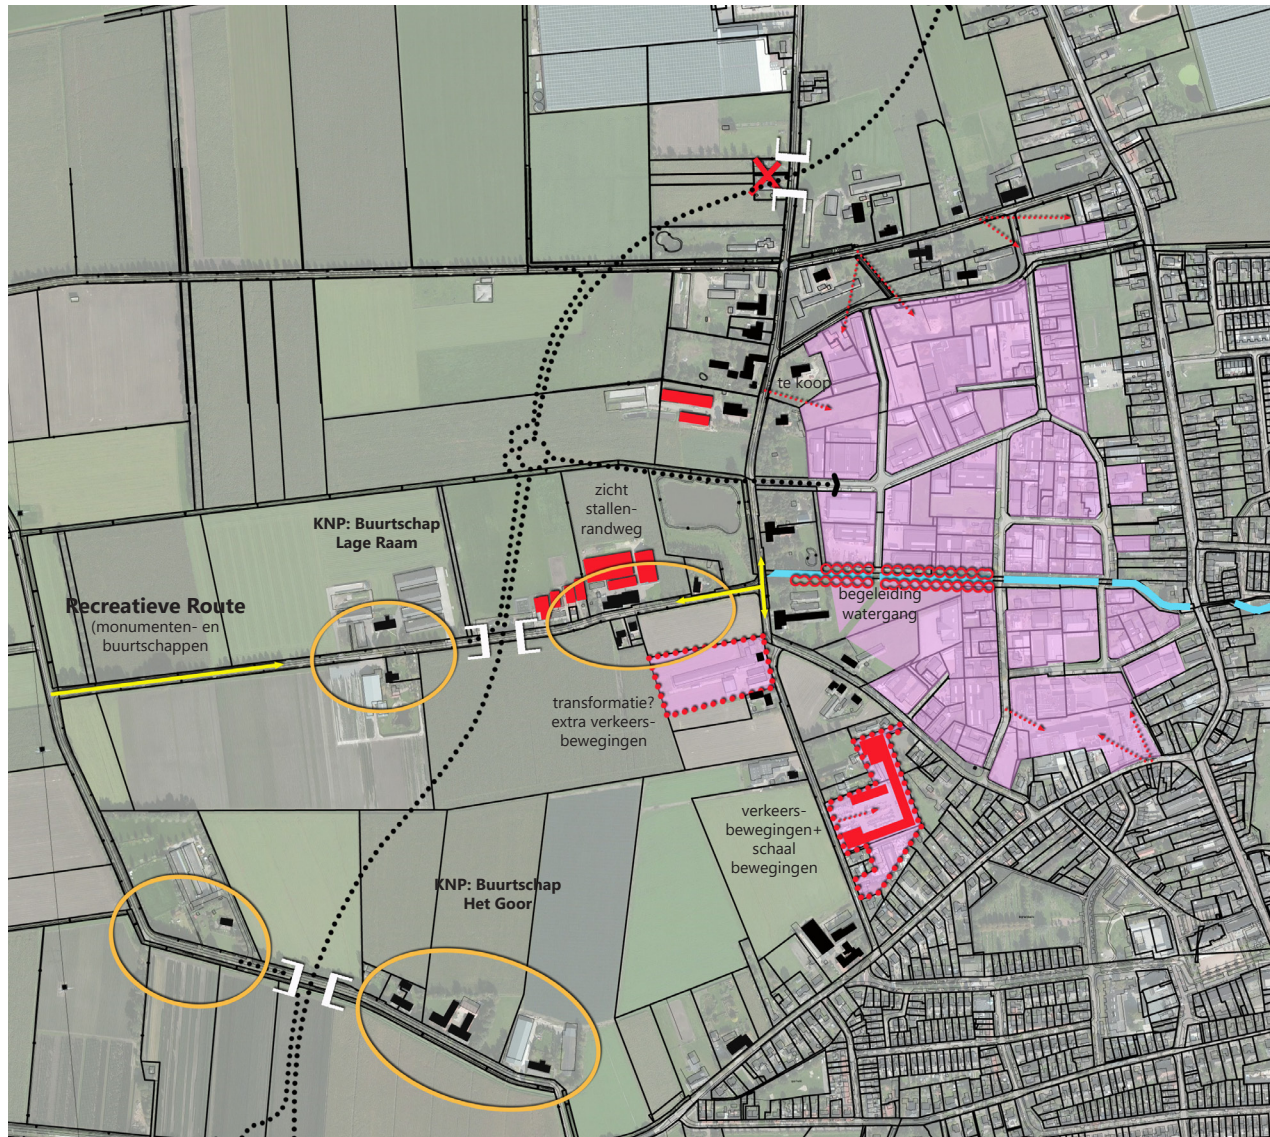 te koop
zicht
stallen-
randweg
KNP: Buurtschap
Lage Raam
Recreatieve Route
(monumenten- en
buurtschappen
begeleiding
watergang
transformatie?
extra verkeers-
bewegingen
verkeers-
bewegingen+
schaal
bewegingen
KNP: Buurtschap
Het Goor